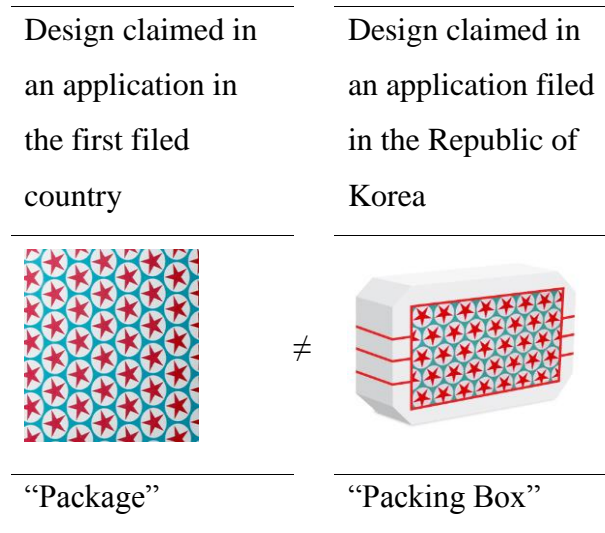 Design claimed in
an application in
the first filed
country
Design claimed in
an application filed
in the Republic of
Korea
≠
“Package”
“Packing Box”